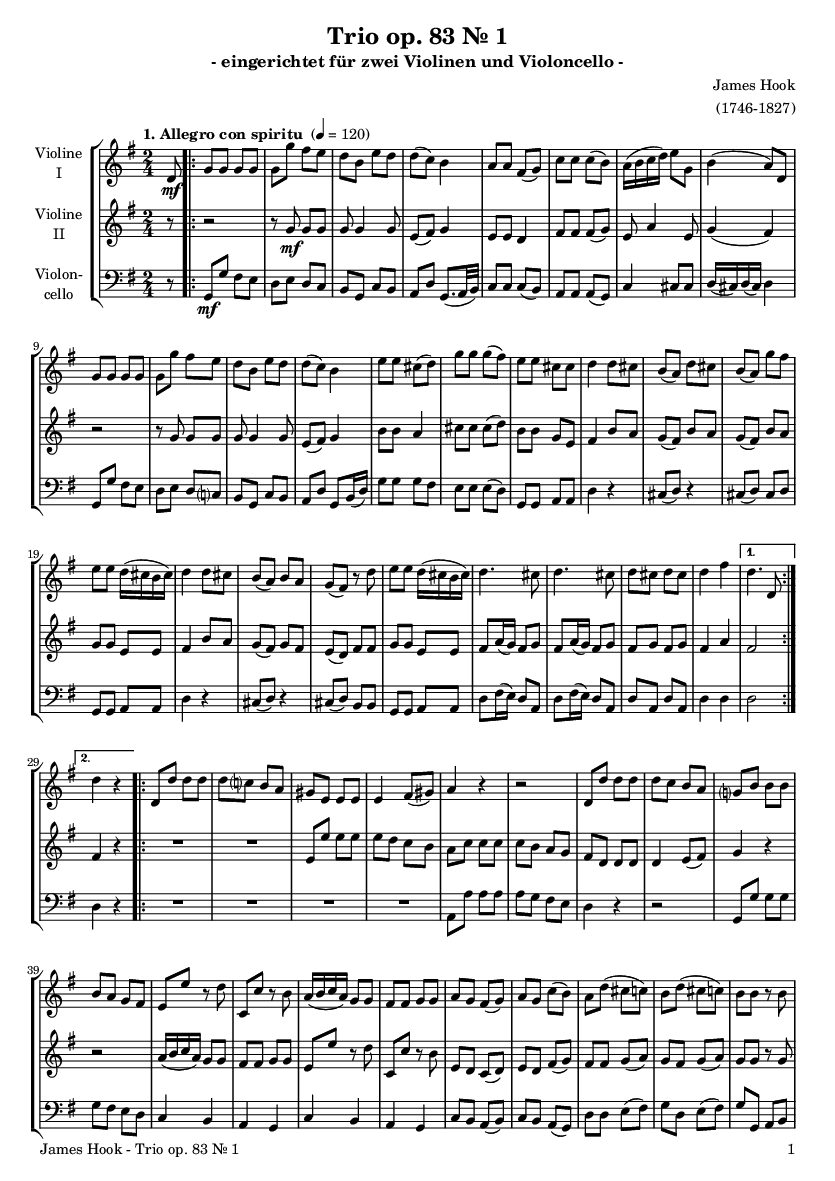 Trio op. 83 № 1
- eingerichtet für zwei Violinen und Violoncello -
James Hook
(1746-1827)
1. Allegro con spiritu (♩ = 120)
Violine
I
mf
Violine
II
mf
Violon-
cello
mf
9
19
1.
29
2.
39
James Hook - Trio op. 83 № 1
1